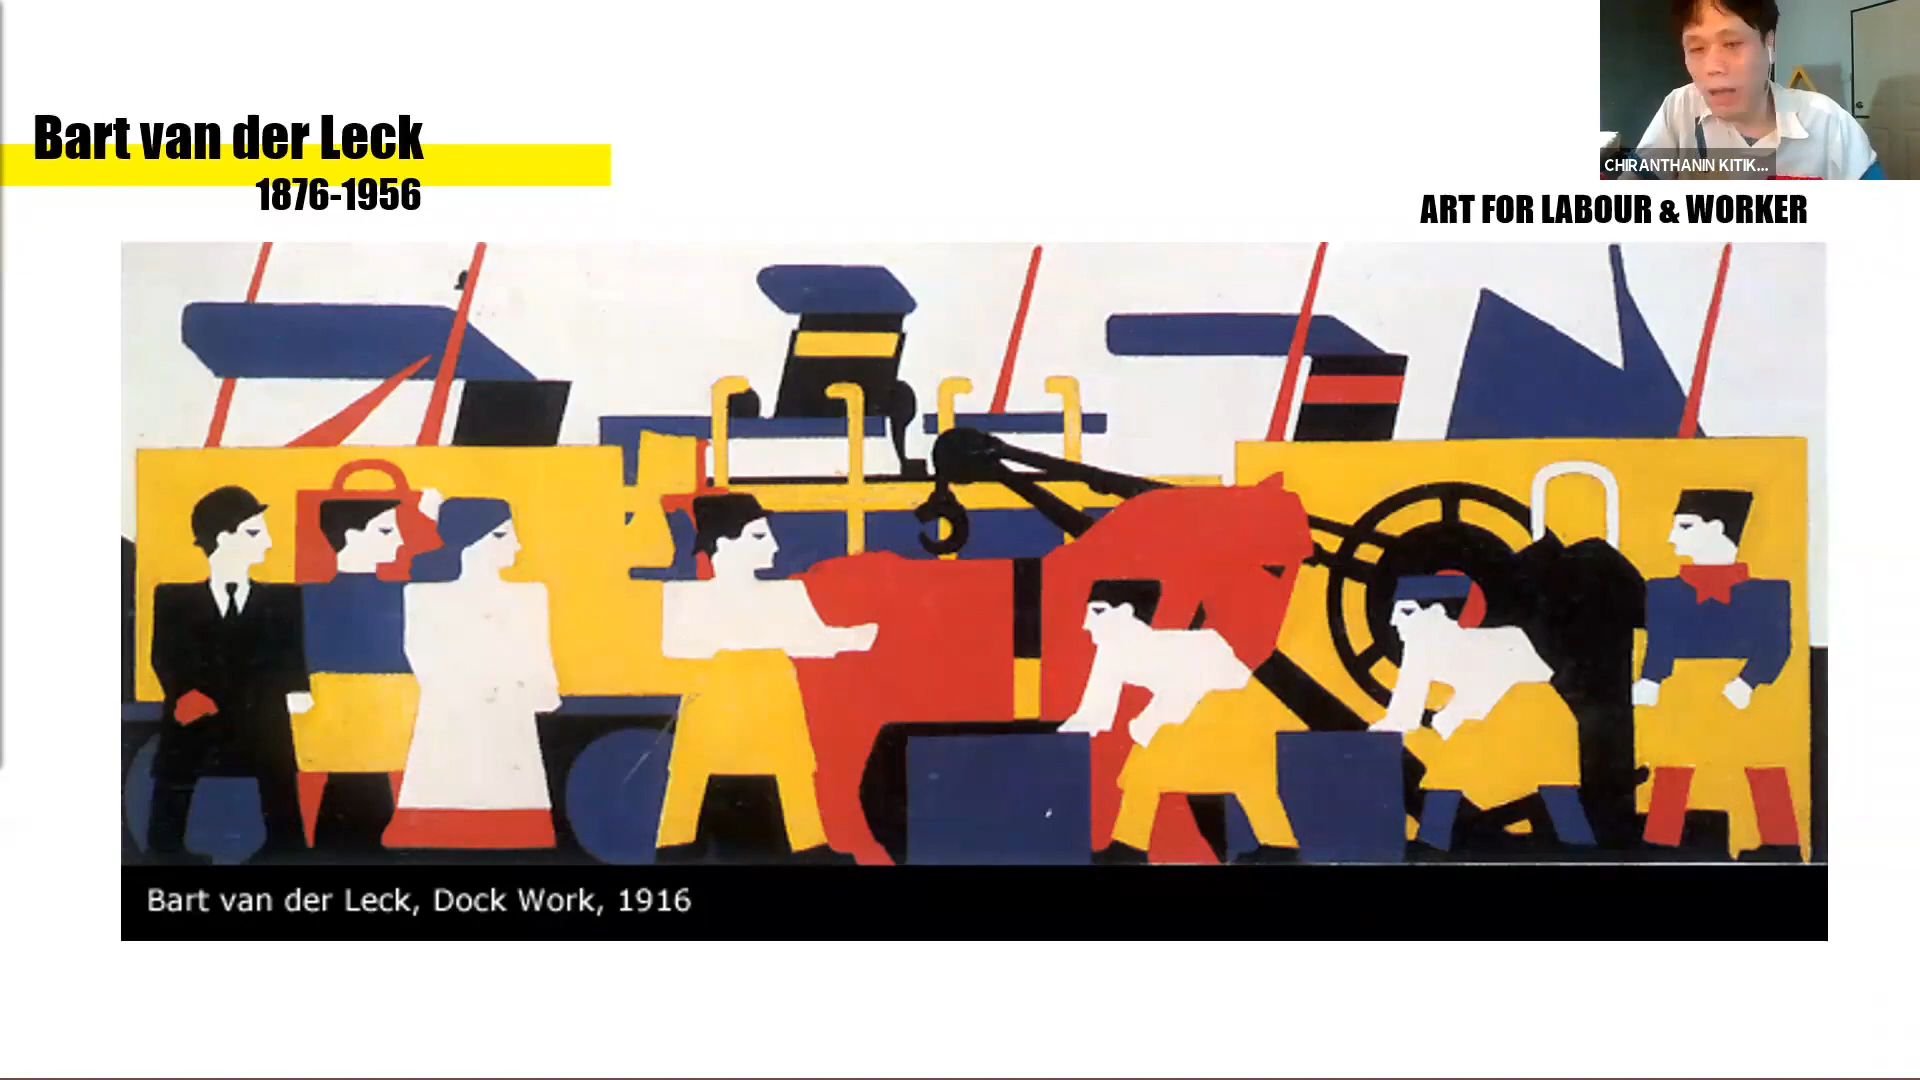 Bart van der Leck
1876-1956
CHIRANTHANIN KITIK...
ART FOR LABOUR & WORKER
Bart van der Leck, Dock Work, 1916